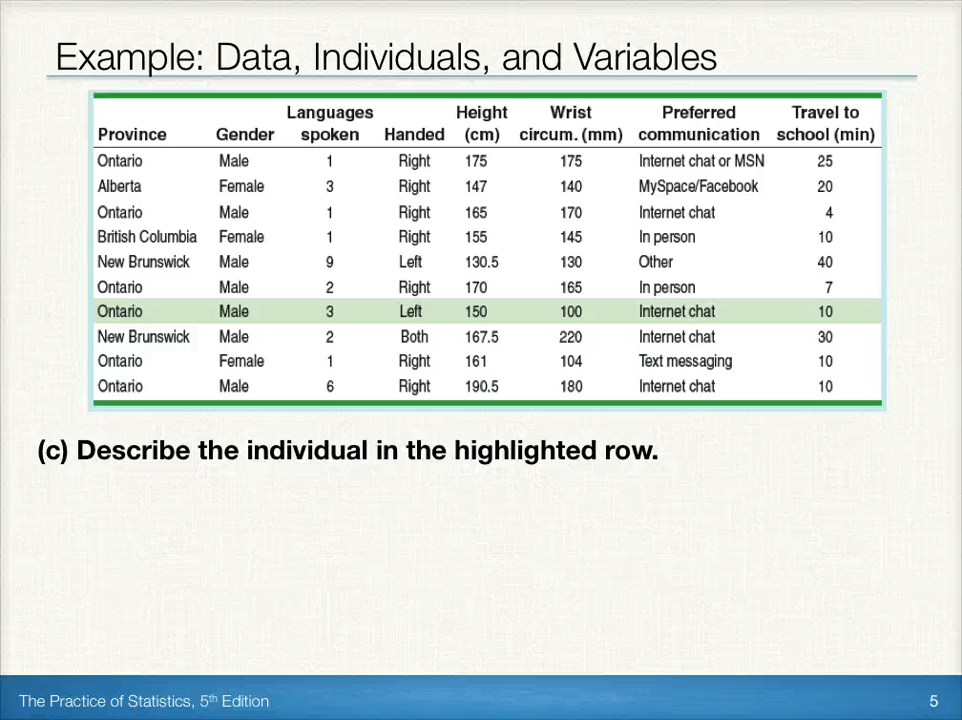 Example: Data, Individuals, and Variables
Languages Height Wrist Preferred Travel to
Province Gender spoken Handed (cm) circum. (mm) communication school (min)
Ontario Male 1 Right 175 175 Internet chat or MSN 25
Alberta Female 3 Right 147 140 MySpace/Facebook 20
Ontario Male 1 Right 165 170 Internet chat 4
British Columbia Female 1 Right 155 145 In person 10
New Brunswick Male 9 Left 130.5 130 Other 40
Ontario Male 2 Right 170 165 In person 7
Ontario Male 3 Left 150 100 Internet chat 10
New Brunswick Male 2 Both 167.5 220 Internet chat 30
Ontario Female 1 Right 161 104 Text messaging 10
Ontario Male 6 Right 190.5 180 Internet chat 10
(c) Describe the individual in the highlighted row.
The Practice of Statistics, 5th Edition 5